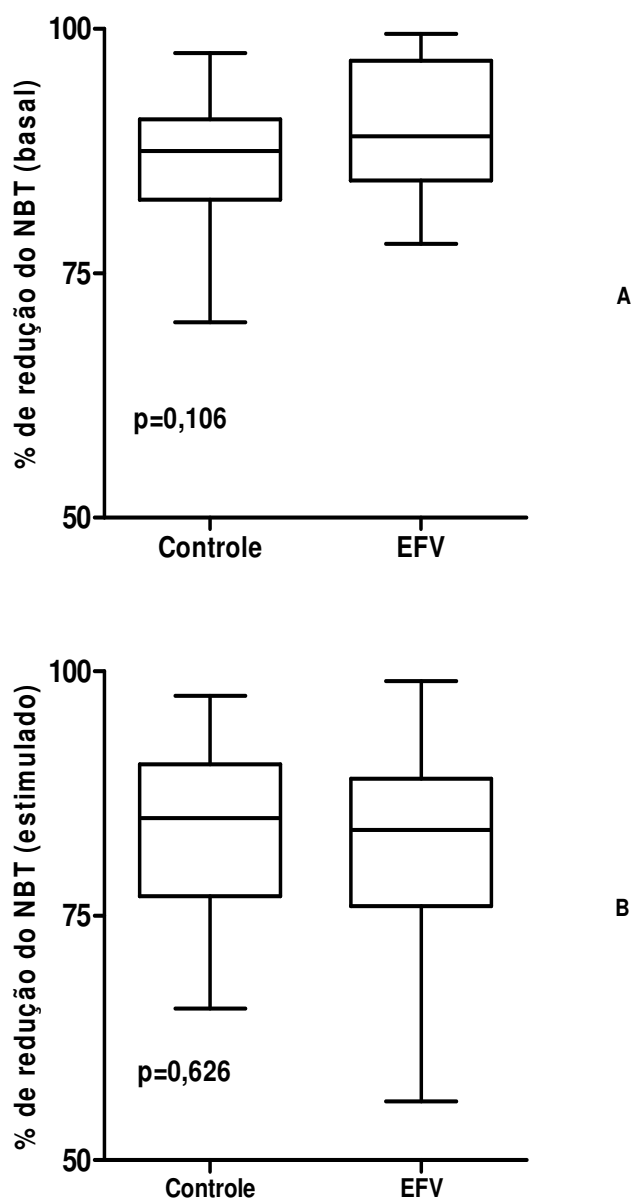 % de redução do NBT (basal)
100
75
50
p=0,106
Controle EFV
A
% de redução do NBT (estimulado)
100
75
50
p=0,626
Controle EFV
B